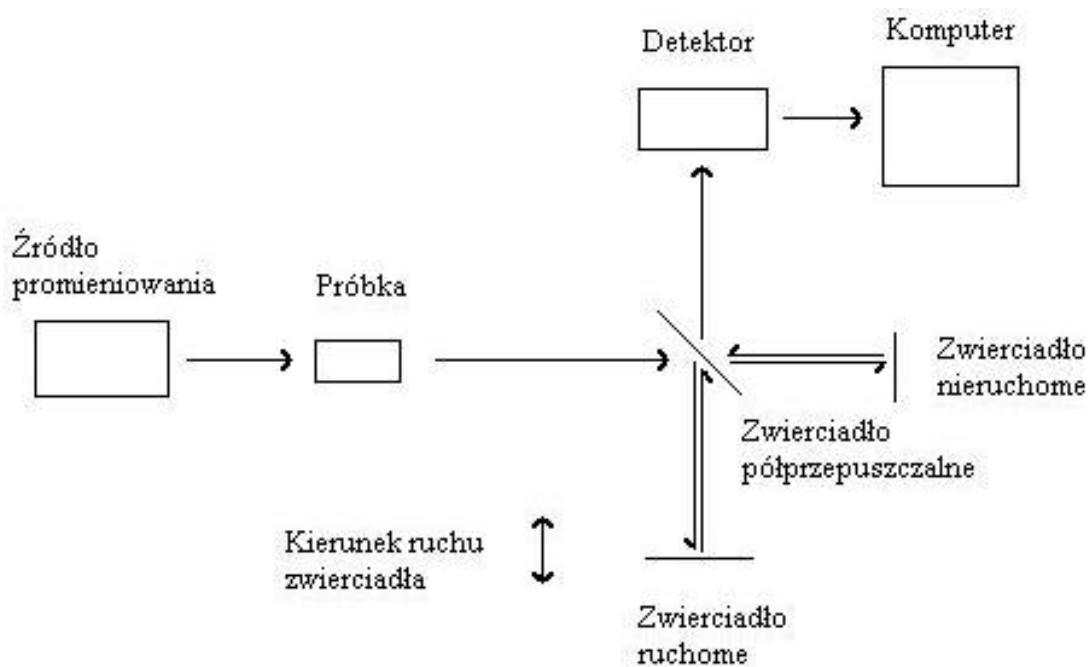 Detektor
Komputer
Źródło
promieniowania
Próbka
Zwierciadło
nieruchome
Zwierciadło
półprzepuszczalne
Kierunek ruchu
zwierciadła
Zwierciadło
ruchome